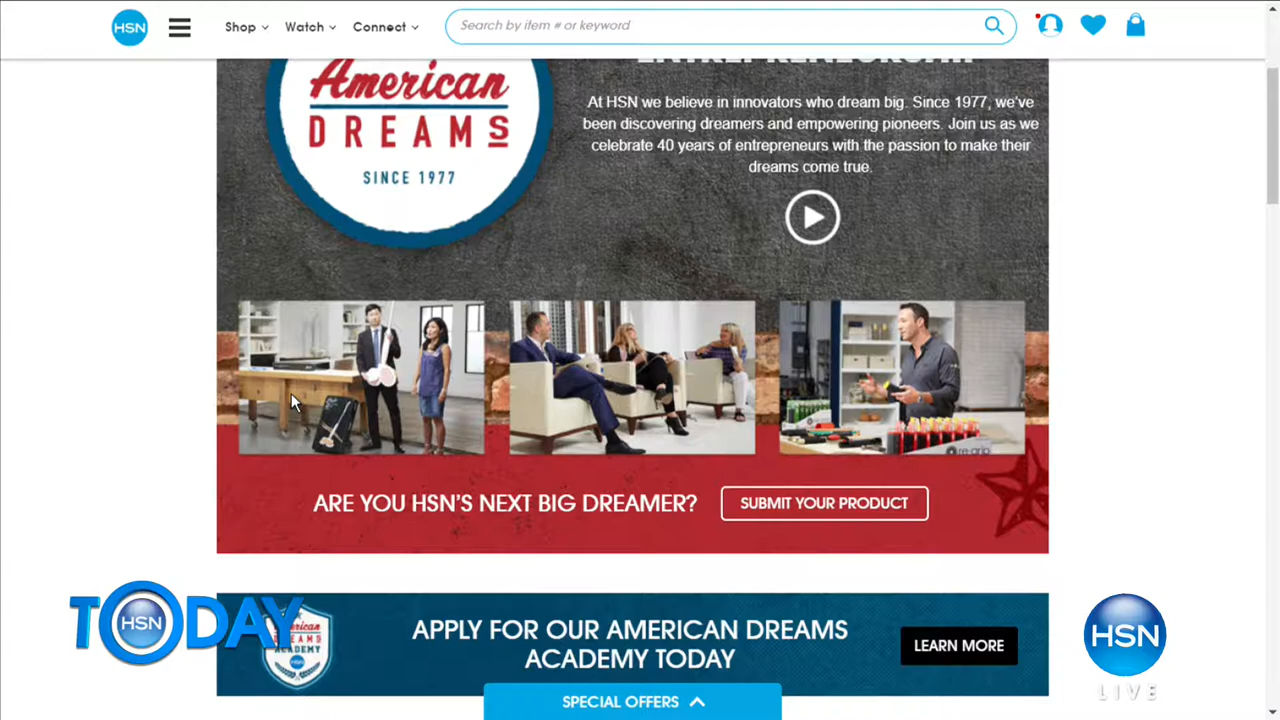 HSN
Shop
Watch
Connect
Search by item # or keyword
American
DREAMS
SINCE 1977
At HSN we believe in innovators who dream big. Since 1977, we've
been discovering dreamers and empowering pioneers. Join us as we
celebrate 40 years of entrepreneurs with the passion to make their
dreams come true.
ARE YOU HSN'S NEXT BIG DREAMER?
SUBMIT YOUR PRODUCT
APPLY FOR OUR AMERICAN DREAMS
ACADEMY TODAY
LEARN MORE
American
DREAMS
ACADEMY
TODAY
HSN
HSN
LIVE
SPECIAL OFFERS